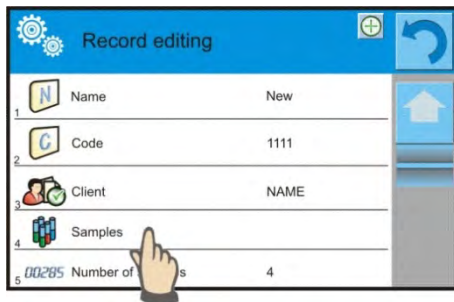 Record editing
N
1 Name New
C
2 Code 1111
3 Client NAME
4 Samples
5 00285 Number of s 4